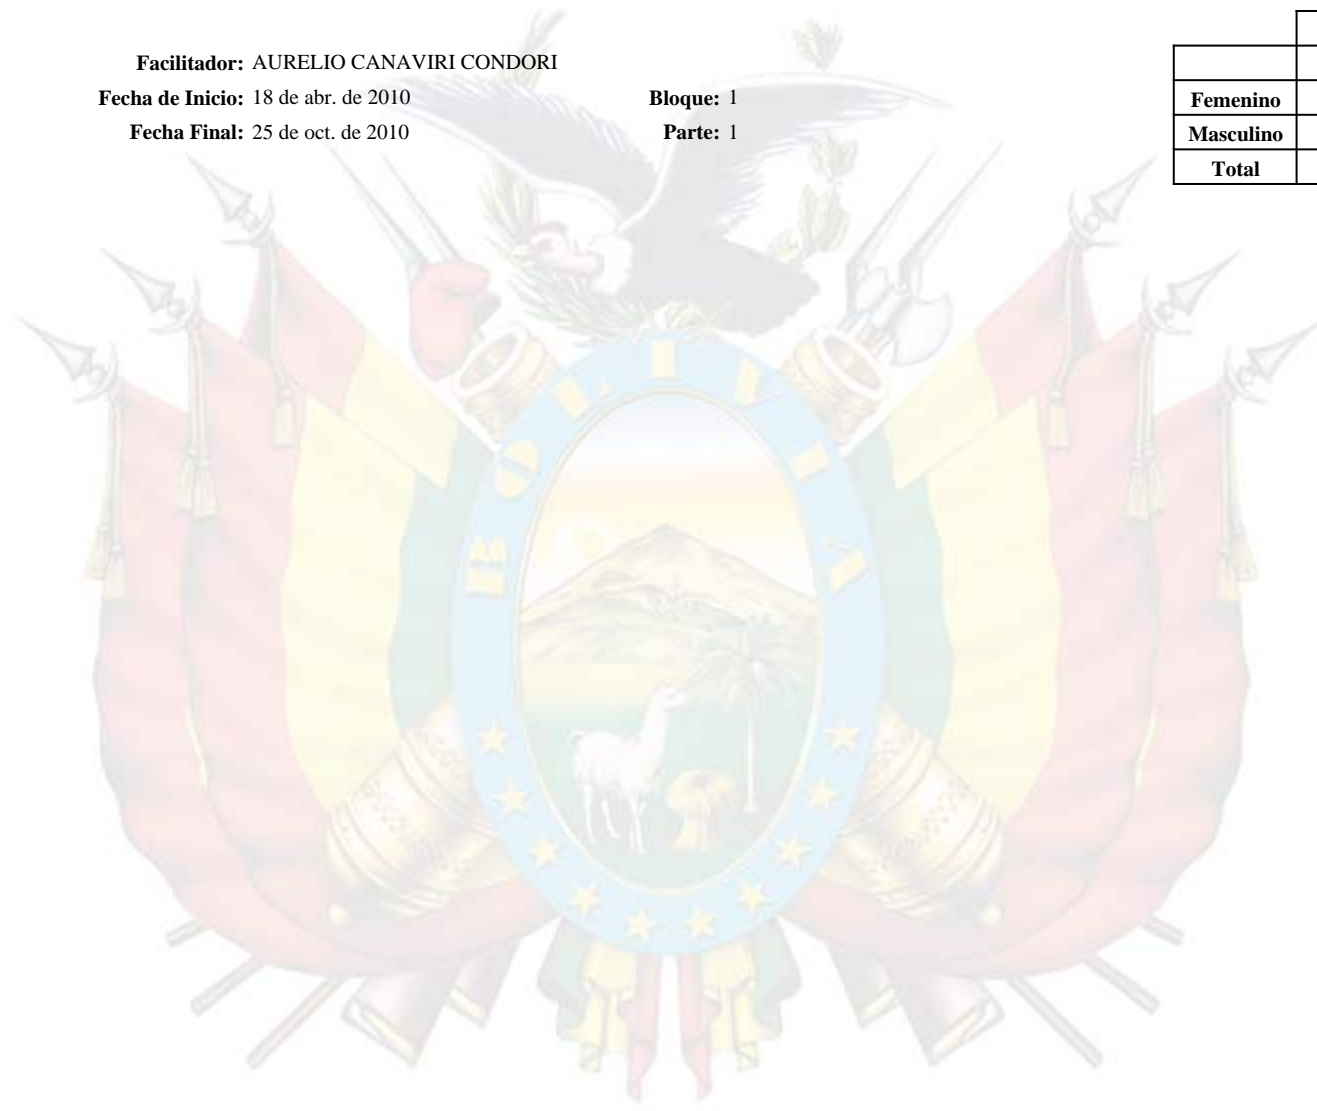 Facilitador: AURELIO CANAVIRI CONDORI
Fecha de Inicio: 18 de abr. de 2010 Bloque: 1
Fecha Final: 25 de oct. de 2010 Parte: 1
Femenino
Masculino
Total
BOLIVIA